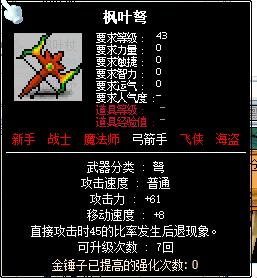 枫叶弩
要求等级: 43
要求力量: 0
要求敏捷: 0
要求智力: 0
要求运气: 0
要求人气度: -
道具等级: -
道具经验值: -
新手 战士 魔法师 弓箭手 飞侠 海盗
武器分类 : 弩
攻击速度 : 普通
攻击力 : +61
移动速度 : +8
直接攻击时45的比率发生后退现象。
可升级次数 : 7回
金锤子已提高的强化次数: 0